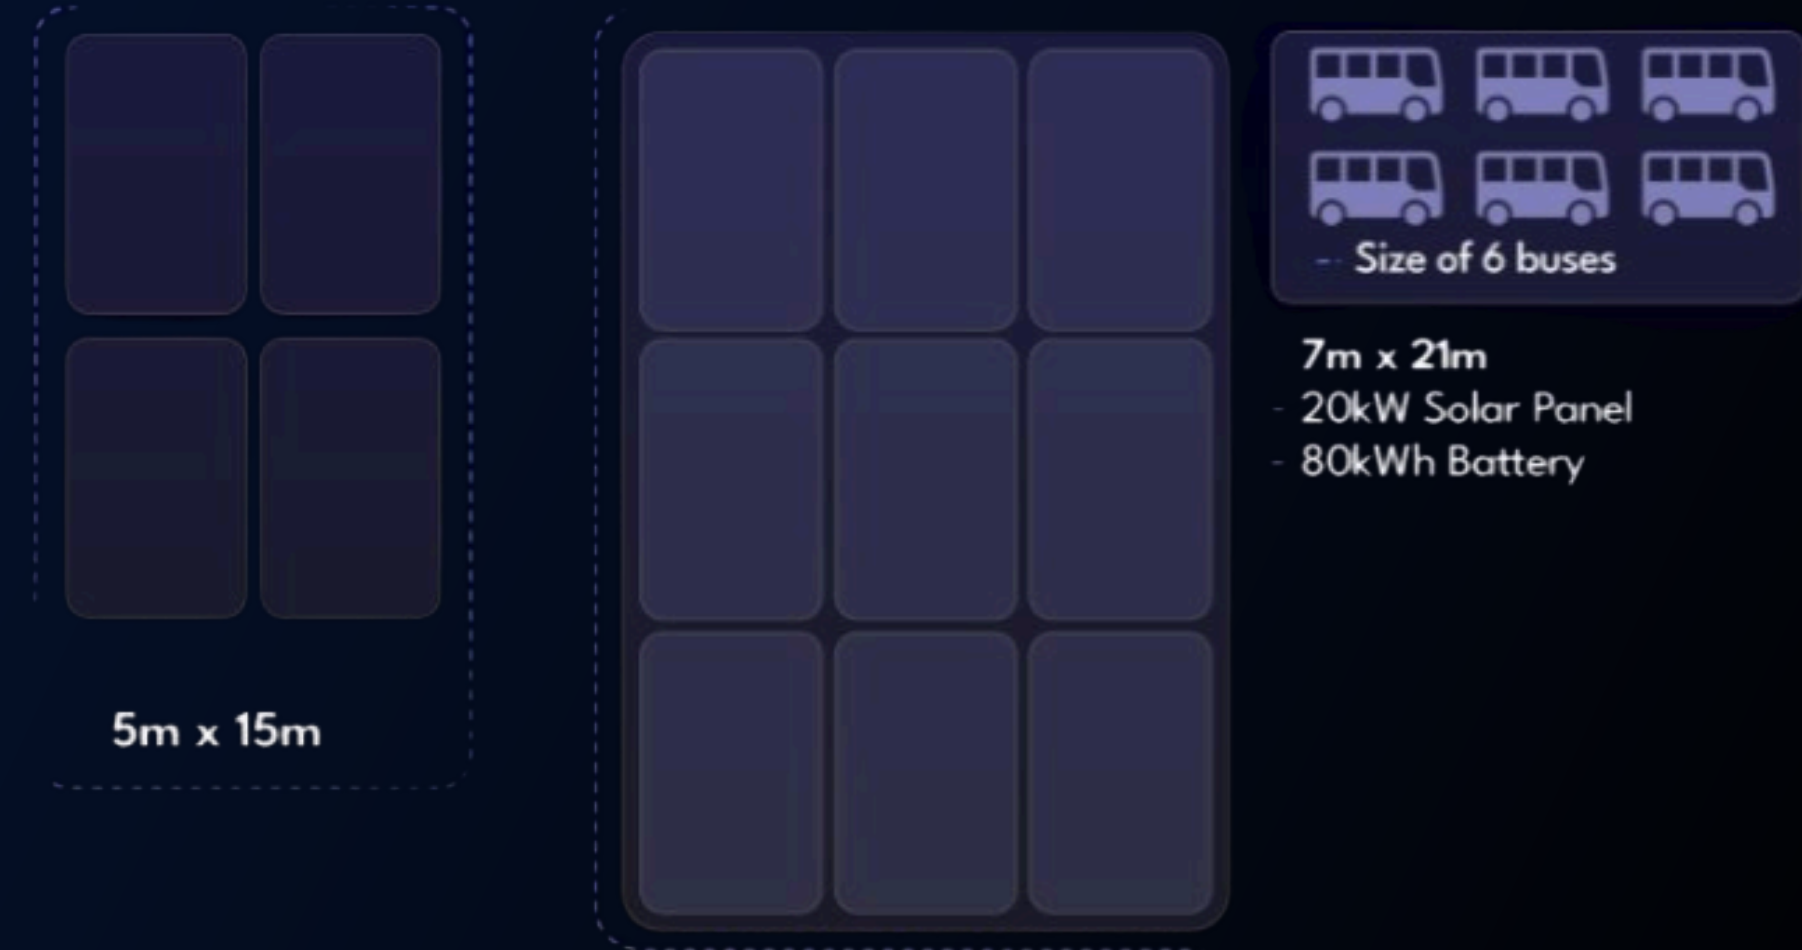 Size of 6 buses
7m x 21m
- 20kW Solar Panel
- 80kWh Battery
5m x 15m